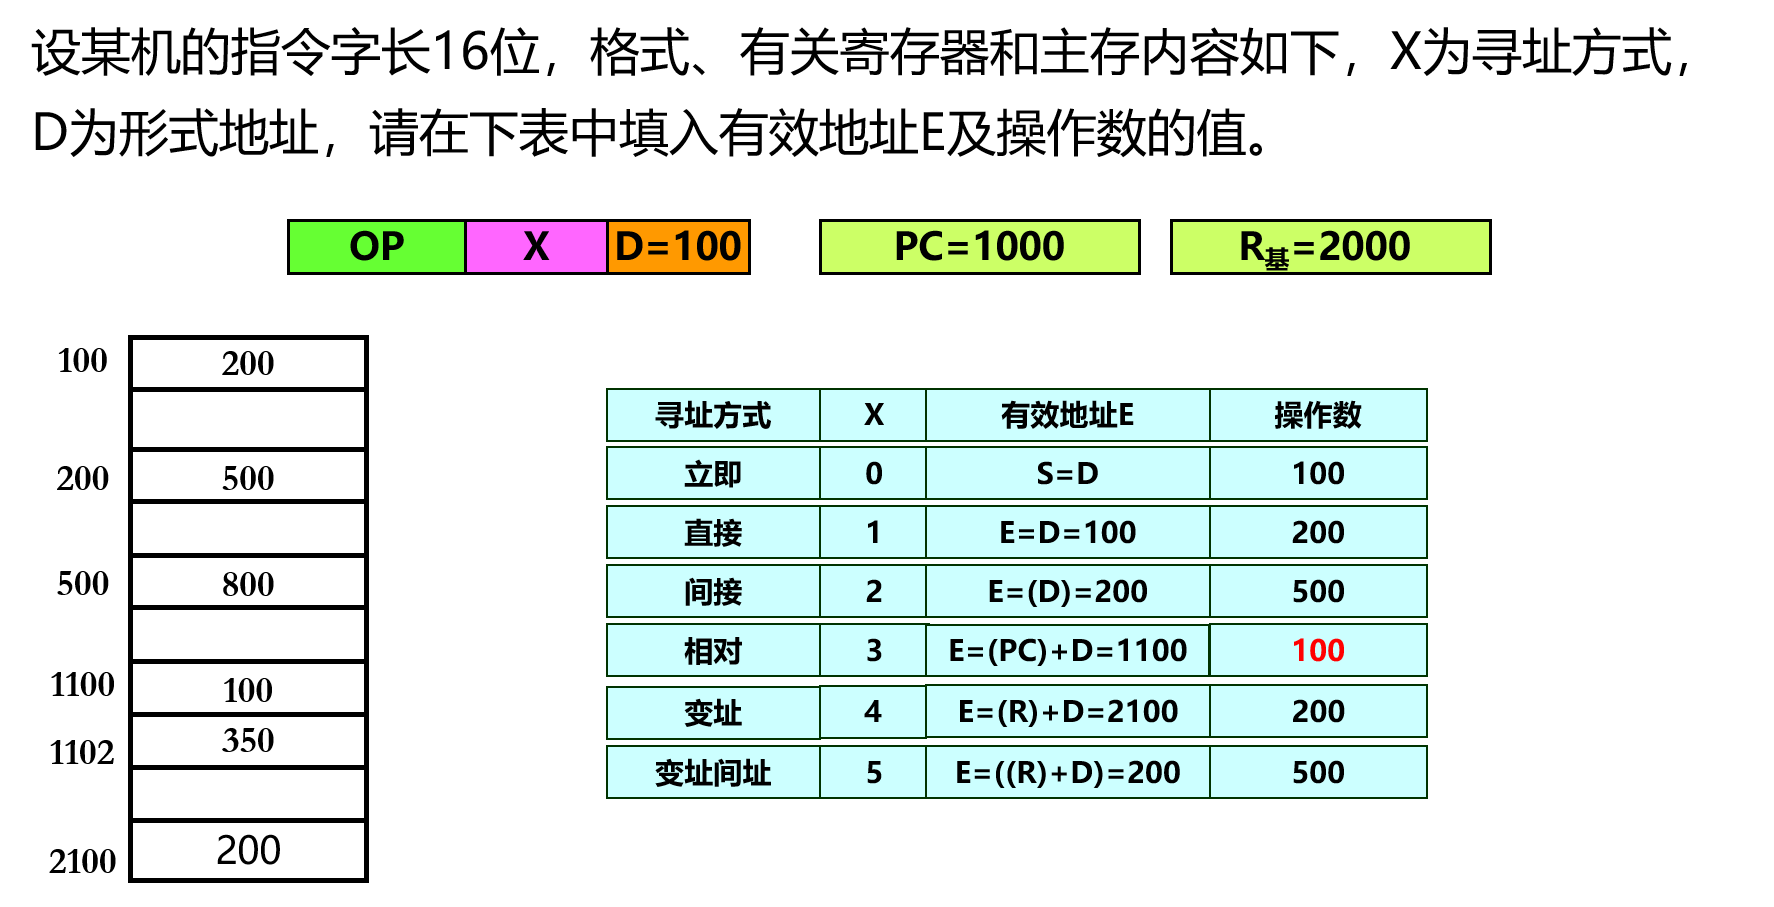 设某机的指令字长16位，格式、有关寄存器和主存内容如下，X为寻址方式，
D为形式地址，请在下表中填入有效地址E及操作数的值。
OP X D=100 PC=1000 R基=2000
100 200
200 500
500 800
1100 100
1102 350
2100 200
寻址方式 X 有效地址E 操作数
立即 0 S=D 100
直接 1 E=D=100 200
间接 2 E=(D)=200 500
相对 3 E=(PC)+D=1100 100
变址 4 E=(R)+D=2100 200
变址间址 5 E=((R)+D)=200 500